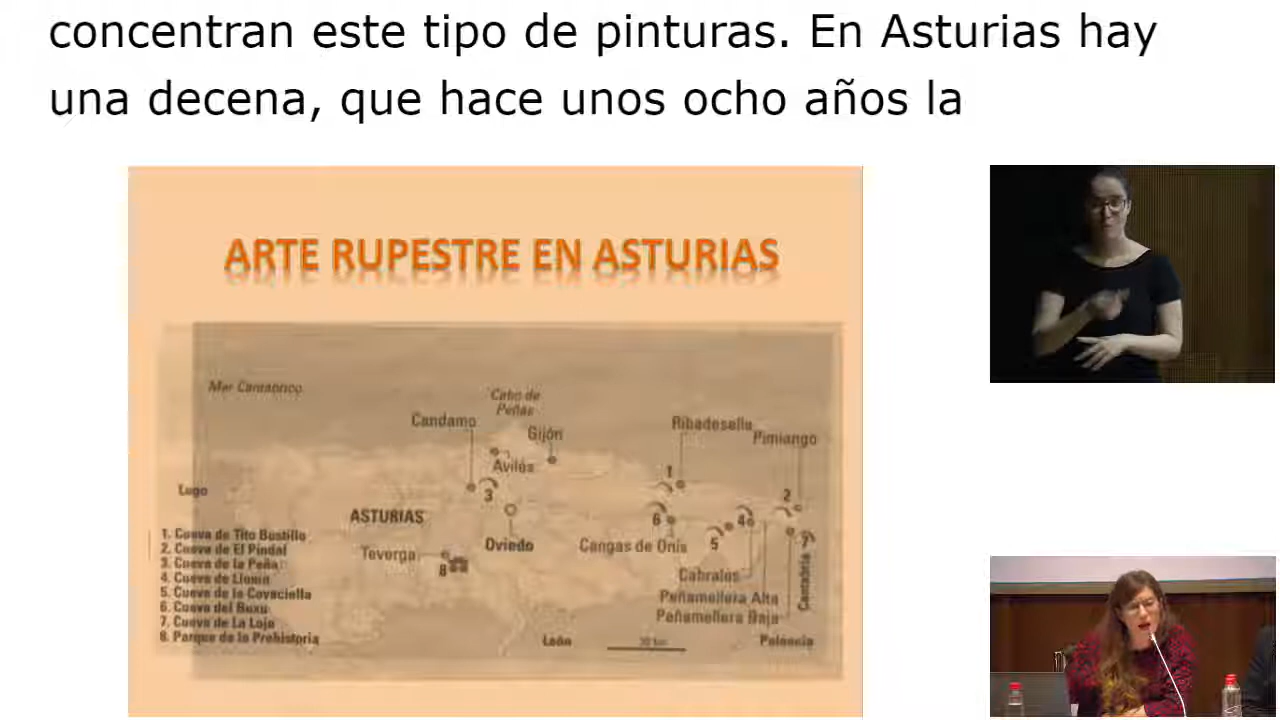 concentran este tipo de pinturas. En Asturias hay
una decena, que hace unos ocho años la
ARTE RUPESTRE EN ASTURIAS
Mar Cantábrico
Cabo de
Peñas
Candamo
Gijón
Ribadesella
Pimiango
Avilés
1
3
2
Lugo
ASTURIAS
6
4
5
7
Oviedo
Cangas de Onís
Teverga
8
Cabrales
Cantabria
Peñamellera Alta
Peñamellera Baja
León
Palencia
1. Cueva de Tito Bustillo
2. Cueva de El Pindal
3. Cueva de la Peña
4. Cueva de Llonín
5. Cueva de la Covaciella
6. Cueva del Buxu
7. Cueva de La Loja
8. Parque de la Prehistoria